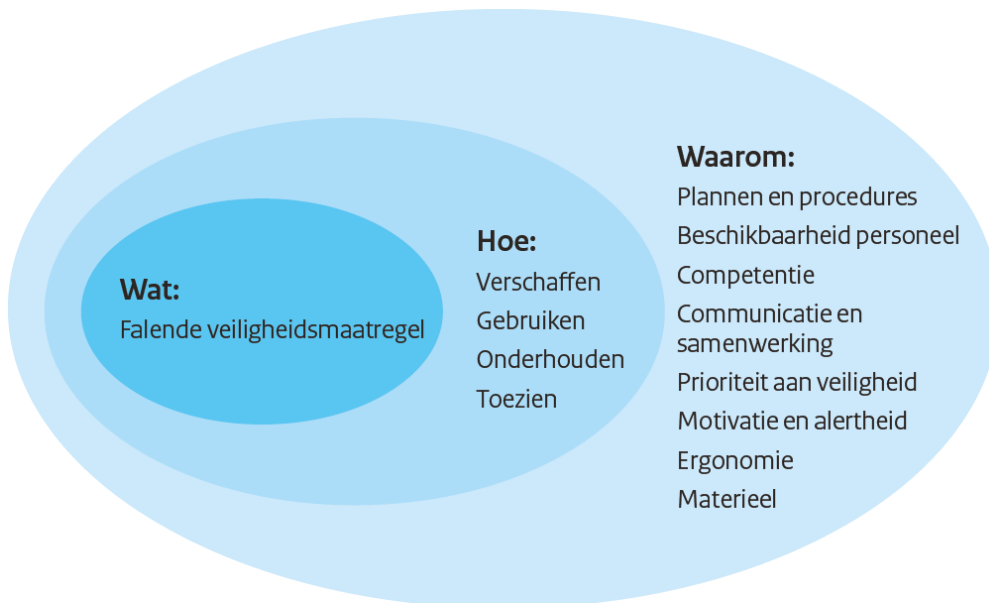 Wat:
Falende veiligheidsmaatregel
Hoe:
Verschaffen
Gebruiken
Onderhouden
Toezien
Waarom:
Plannen en procedures
Beschikbaarheid personeel
Competentie
Communicatie en
samenwerking
Prioriteit aan veiligheid
Motivatie en alertheid
Ergonomie
Materieel